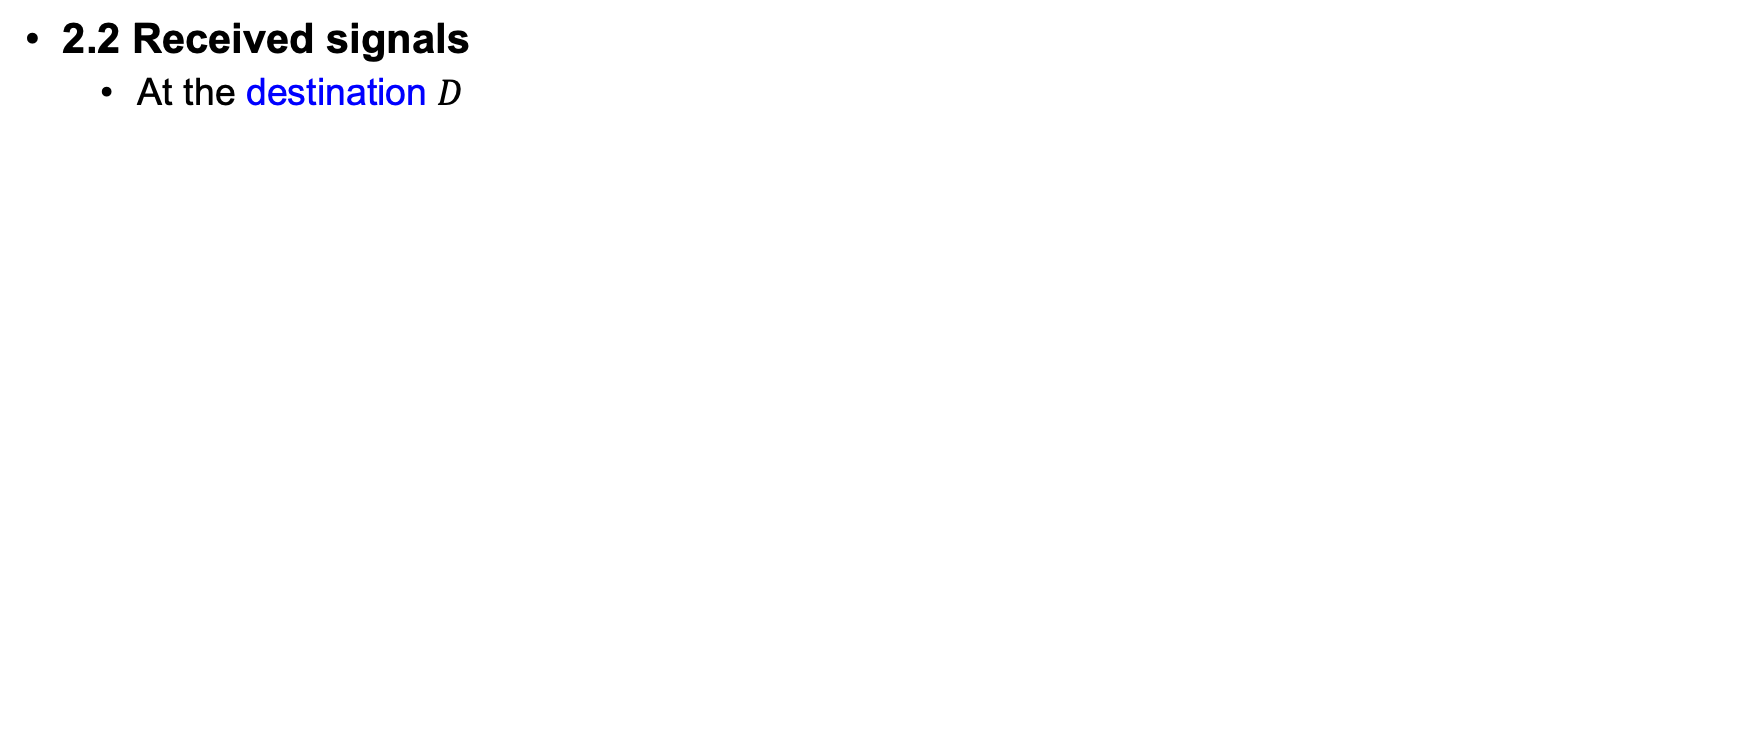 • 2.2 Received signals
• At the destination D